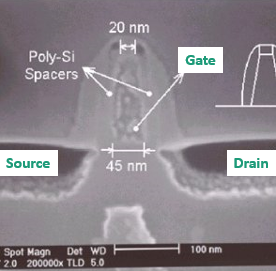 20 nm
Poly-Si
Spacers
Gate
Source
45 nm
Drain
Spot Magn Det WD
2.0 200000x TLD 5.0
100 nm